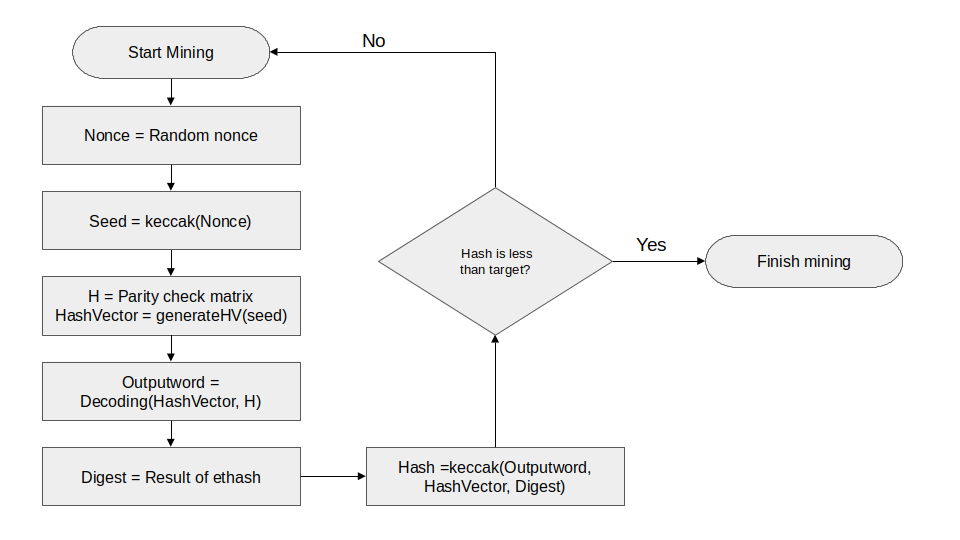 Start Mining
No
Nonce = Random nonce
Seed = keccak(Nonce)
H = Parity check matrix
HashVector = generateHV(seed)
Outputword =
Decoding(HashVector, H)
Digest = Result of ethash
Hash =keccak(Outputword,
HashVector, Digest)
Hash is less
than target?
Yes
Finish mining